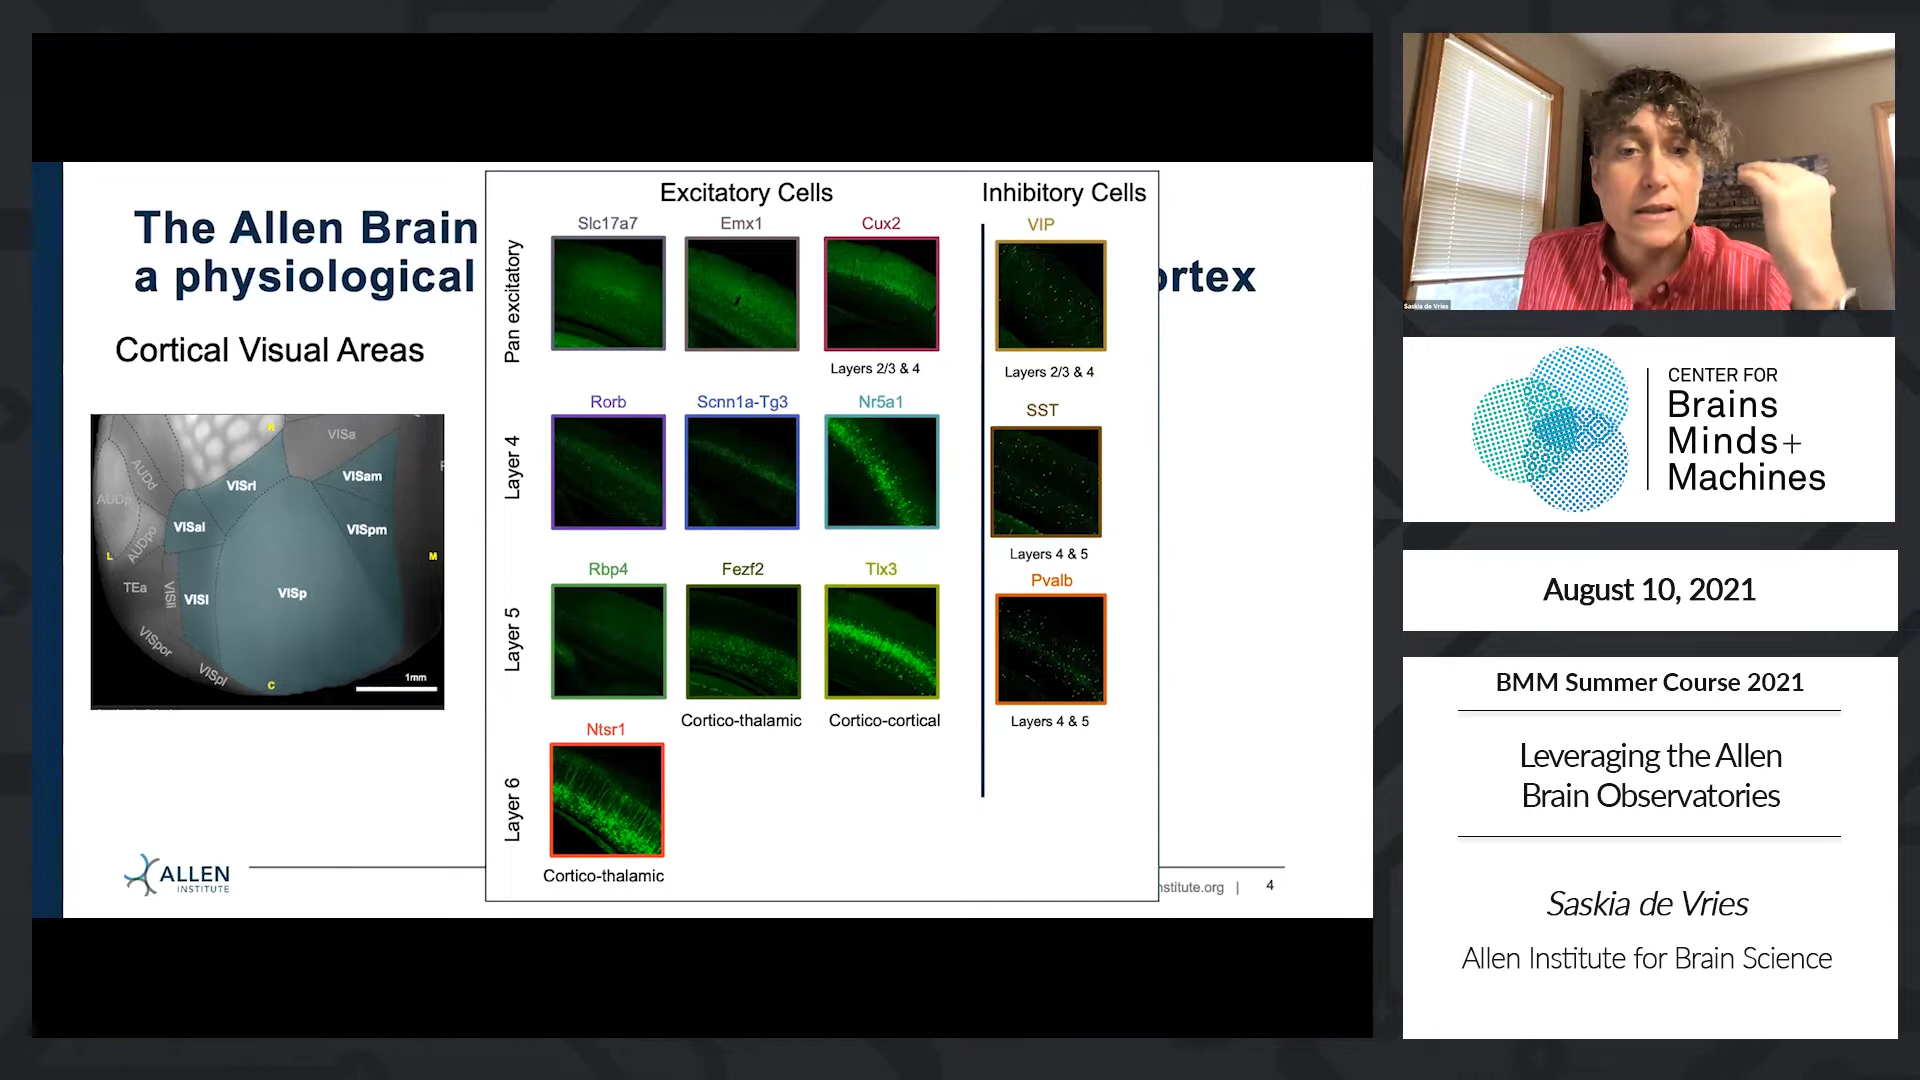 The Allen Brain
a physiological
ortex
Cortical Visual Areas
R
VISa
VISrl
VISam
AUDd
AUDp
VISal
VISpm
AUDpo
L
M
TEa
VISli
VISl
VISp
VISpor
VISpl
C
1mm
ALLEN
INSTITUTE
Excitatory Cells
Inhibitory Cells
Slc17a7
Emx1
Cux2
VIP
Pan excitatory
Layers 2/3 & 4
Layers 2/3 & 4
Rorb
Scnn1a-Tg3
Nr5a1
SST
Layer 4
Layers 4 & 5
Rbp4
Fezf2
Tlx3
Pvalb
Layer 5
Cortico-thalamic
Cortico-cortical
Layers 4 & 5
Ntsr1
Layer 6
Cortico-thalamic
nstitute.org | 4
Saskia de Vries
CENTER FOR
Brains
Minds+
Machines
August 10, 2021
BMM Summer Course 2021
Leveraging the Allen
Brain Observatories
Saskia de Vries
Allen Institute for Brain Science